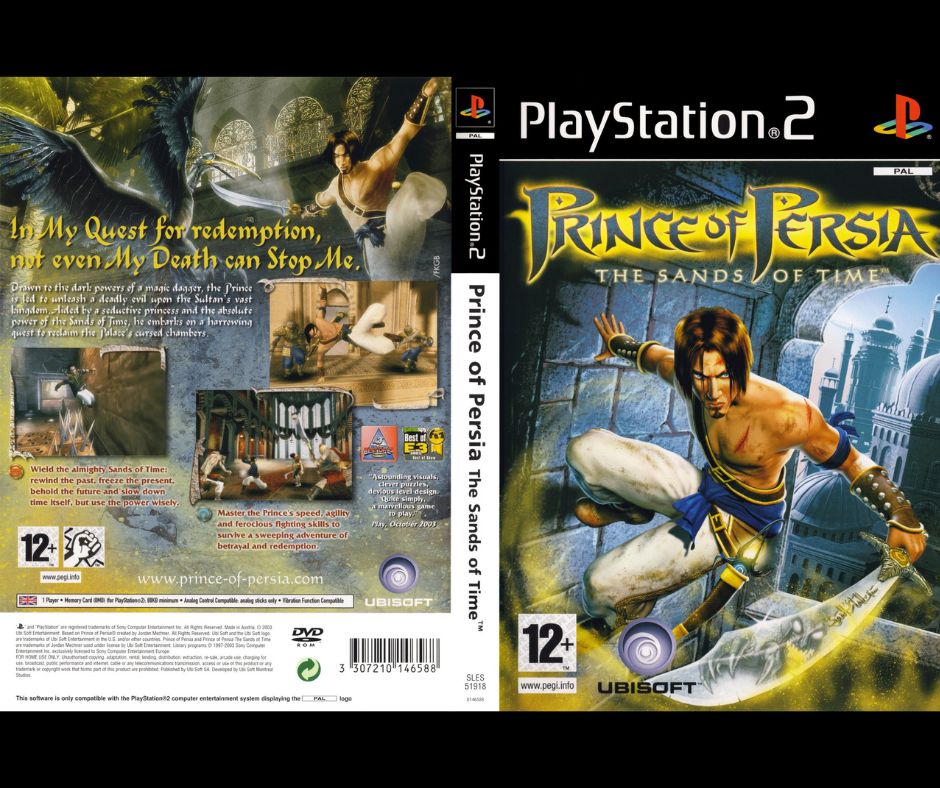 In My Quest for redemption,
not even My Death can Stop Me.
/FKGB
Drawn to the dark powers of a magic dagger, the Prince
is led to unleash a deadly evil upon the Sultan's vast
kingdom. Aided by a seductive princess and the absolute
power of the Sands of Time, he embarks on a harrowing
quest to reclaim the Palace's cursed chambers.
Wield the almighty Sands of Time:
rewind the past, freeze the present,
behold the future and slow down
time itself, but use the power wisely.
Best of
E3
"Astounding visuals,
clever puzzles,
devious level design.
Quite simply,
a marvellous game
to play."
Play, October 2003
Master the Prince's speed, agility
and ferocious fighting skills to
survive a sweeping adventure of
betrayal and redemption.
12+
www.pegi.info
www.prince-of-persia.com
UBISOFT
1 Player • Memory Card (8MB) (for PlayStation®2): minimum • Analog Control Compatible: analog sticks only • Vibration Function Compatible
DVD
ROM
3 307210 146588
This software is only compatible with the PlayStation®2 computer entertainment system displaying the PAL logo
PAL
PlayStation®2
Prince of Persia The Sands of Time™
SLES
51918
PlayStation®2
PAL
PRINCE OF PERSIA
THE SANDS OF TIME™
12+
www.pegi.info
UBISOFT™